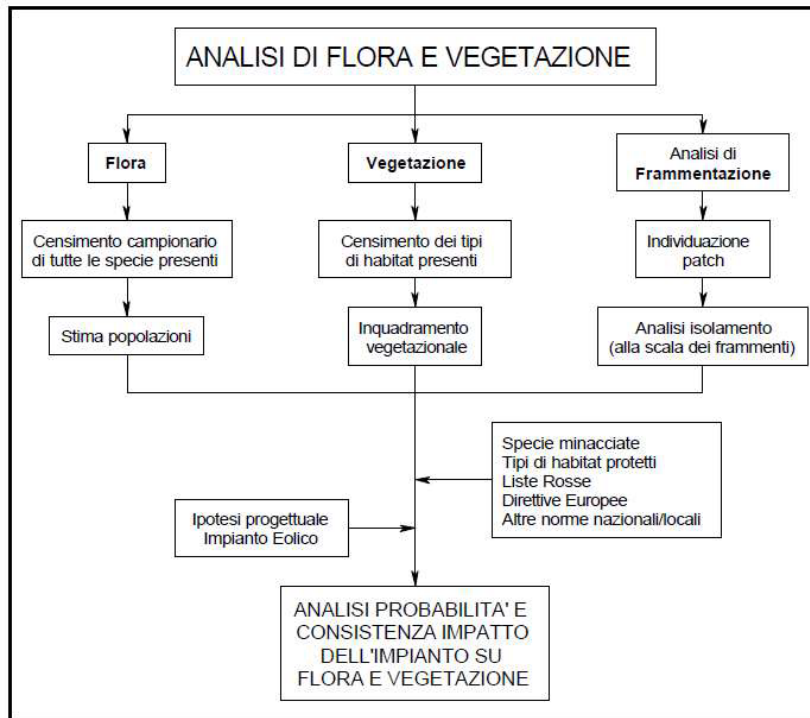 ANALISI DI FLORA E VEGETAZIONE
Flora
Vegetazione
Analisi di
Frammentazione
Censimento campionario
di tutte le specie presenti
Censimento dei tipi
di habitat presenti
Individuazione
patch
Stima popolazioni
Inquadramento
vegetazionale
Analisi isolamento
(alla scala dei frammenti)
Specie minacciate
Tipi di habitat protetti
Liste Rosse
Direttive Europee
Altre norme nazionali/locali
Ipotesi progettuale
Impianto Eolico
ANALISI PROBABILITA' E
CONSISTENZA IMPATTO
DELL'IMPIANTO SU
FLORA E VEGETAZIONE